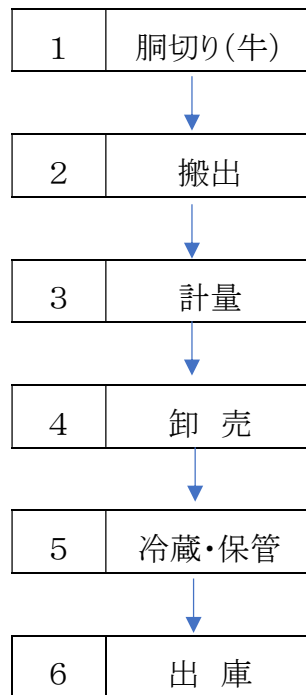 1 胴切り(牛)
2 搬出
3 計量
4 卸 売
5 冷蔵・保管
6 出 庫